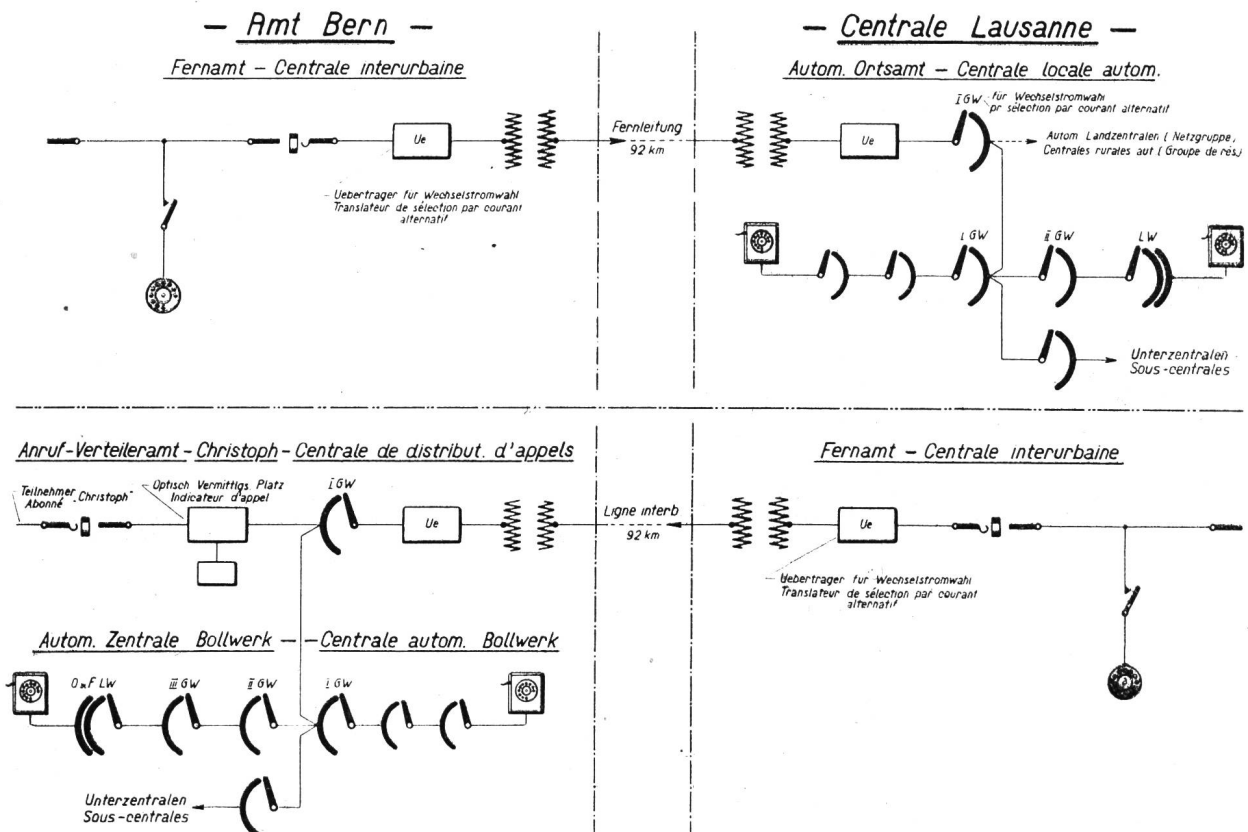 — Amt Bern —
Fernamt – Centrale interurbaine
Ue
Uebertrager für Wechselstromwahl
Translateur de sélection par courant
alternatif
Fernleitung
92 km
— Centrale Lausanne —
Autom. Ortsamt – Centrale locale autom.
Ue
I GW
für Wechselstromwahl
pr sélection par courant alternatif
Autom Landzentralen ( Netzgruppe)
Centrales rurales aut ( Groupe de rés.)
I GW
II GW
LW
Unterzentralen
Sous-centrales
Anruf-Verteileramt – Christoph – Centrale de distribut. d'appels
Teilnehmer "Christoph"
Abonné
Optisch Vermittlgs. Platz
Indicateur d'appel
I GW
Ue
Ligne interb
92 km
Autom. Zentrale Bollwerk – – Centrale autom. Bollwerk
LW
III GW
II GW
I GW
Unterzentralen
Sous-centrales
Fernamt – Centrale interurbaine
Ue
Uebertrager für Wechselstromwahl
Translateur de sélection par courant
alternatif